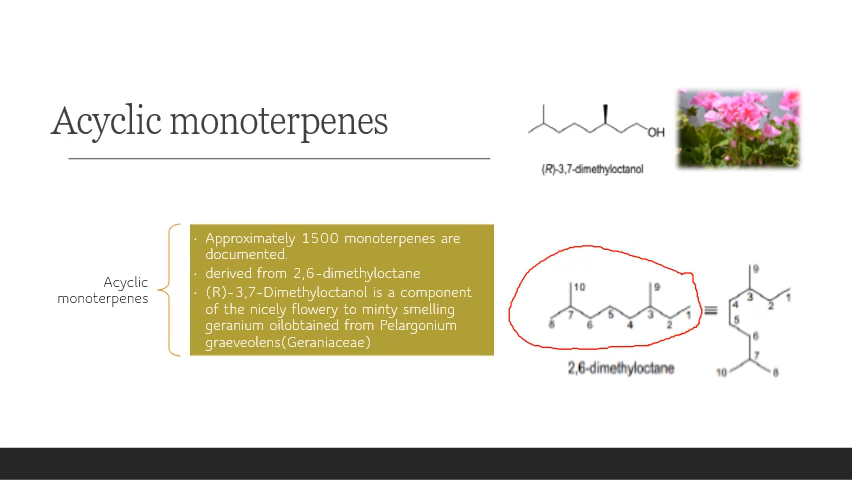 Acyclic monoterpenes
OH
(R)-3,7-dimethyloctanol
Acyclic
monoterpenes
· Approximately 1500 monoterpenes are
documented.
· derived from 2,6-dimethyloctane
· (R)-3,7-Dimethyloctanol is a component
of the nicely flowery to minty smelling
geranium oilobtained from Pelargonium
graeveolens(Geraniaceae)
10
9
8
7
6
5
4
3
2
1
≡
9
1
2
3
4
5
6
7
10
8
2,6-dimethyloctane